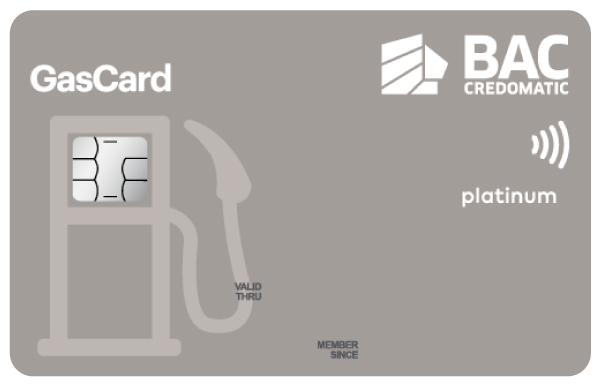 GasCard
BAC
CREDOMATIC
platinum
VALID
THRU
MEMBER
SINCE